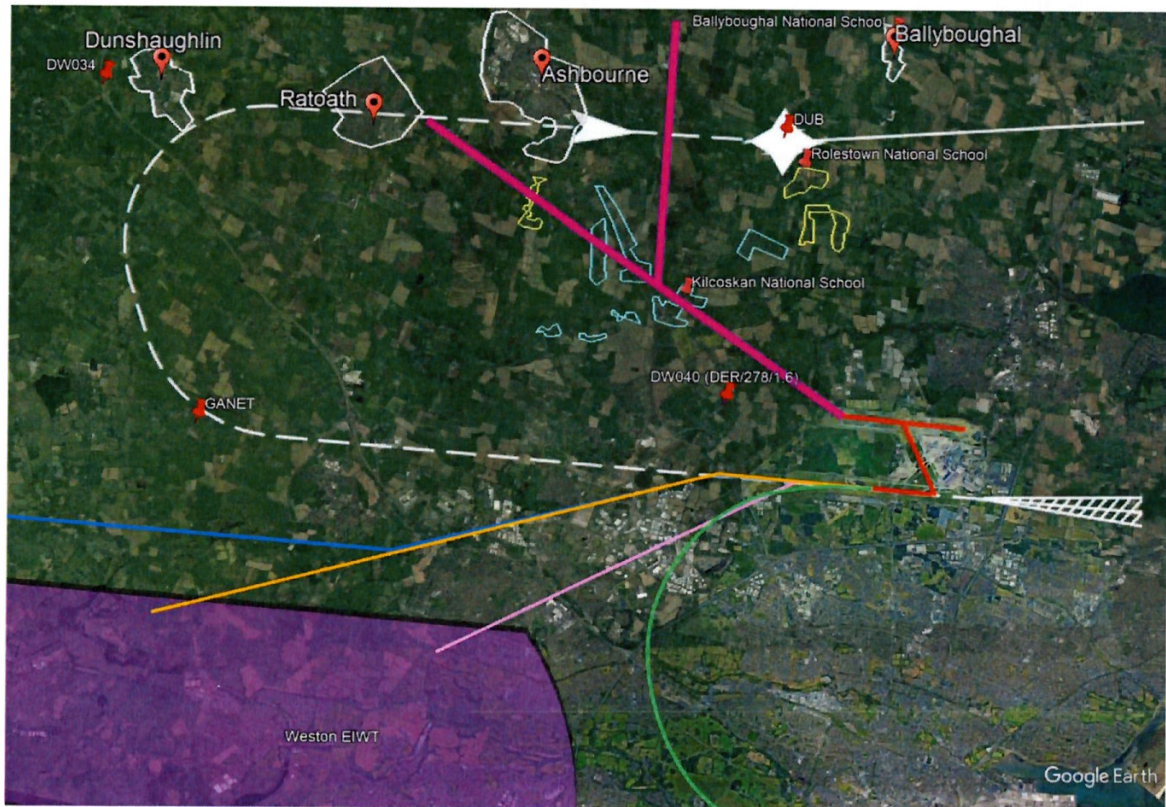 Ballyboughal National School
Ballyboughal
Dunshaughlin
DW034
Ashbourne
Ratoath
DUB
Rolestown National School
Kilcoskan National School
DW040 (DER/278/1.6)
GANET
Weston EIWT
Google Earth